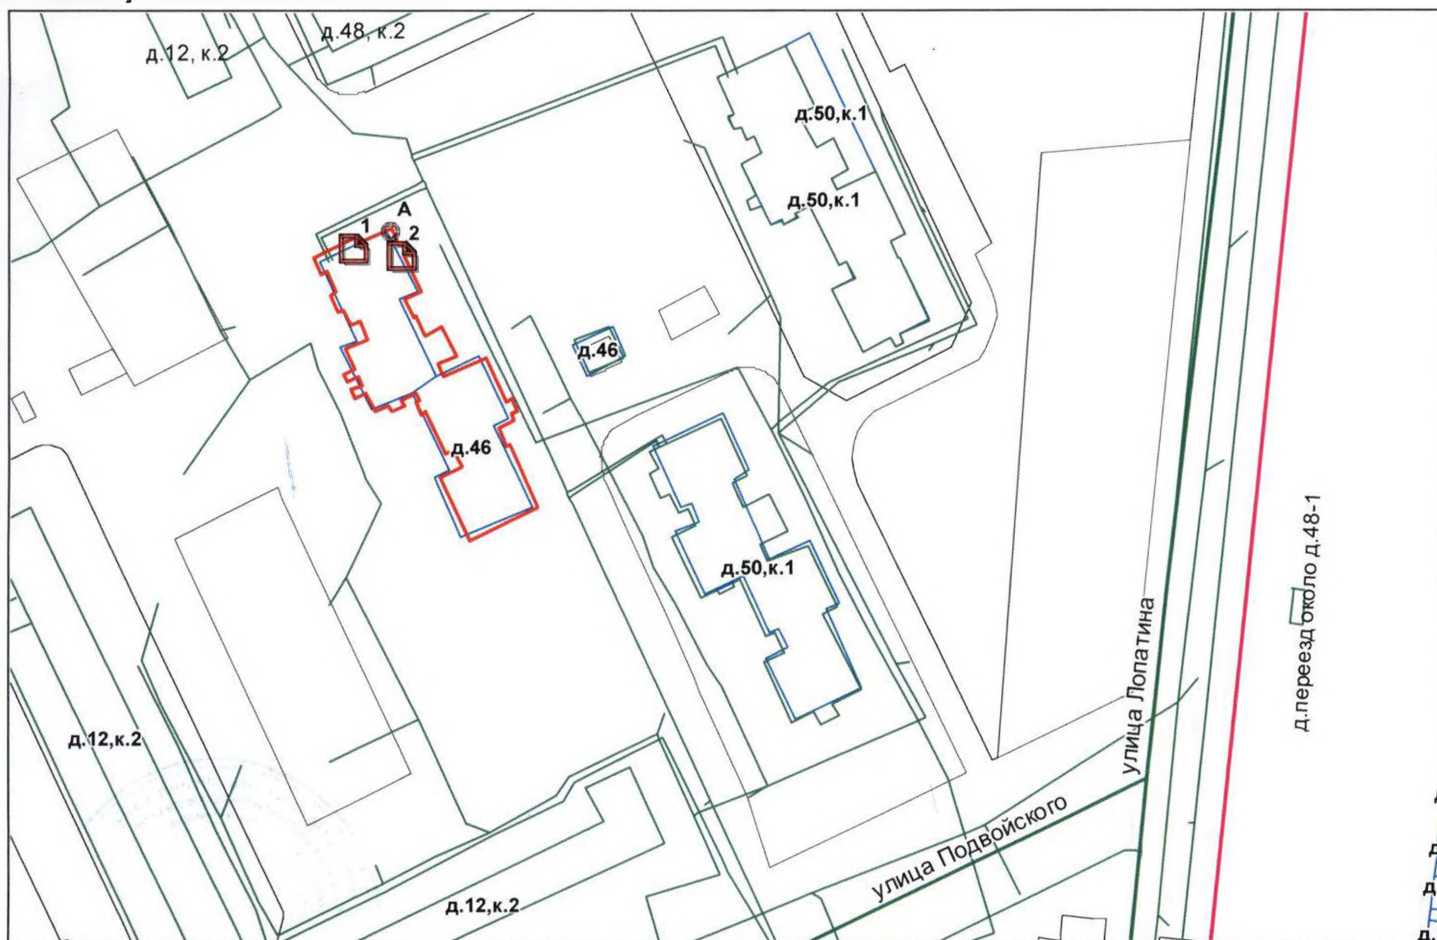 д.48, к.2
д.12, к.2
д.50,к.1
д.50,к.1
А
1
2
д.46
д.46
д.50,к.1
д.переезд около д.48-1
улица Лопатина
д.12,к.2
улица Подвойского
д.12,к.2